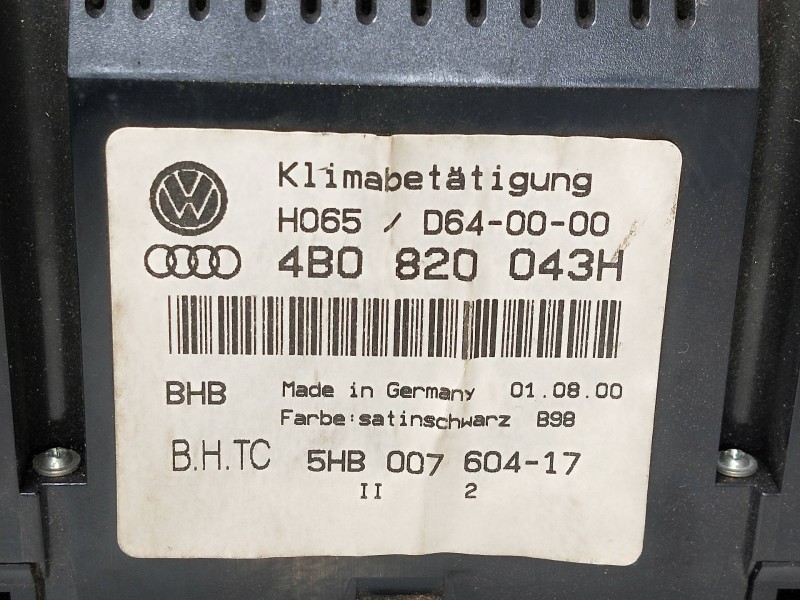 Klimabetätigung
H065 / D64-00-00
4B0 820 043H
BHB Made in Germany 01.08.00
Farbe:satinschwarz B98
B.H.TC 5HB 007 604-17
II 2